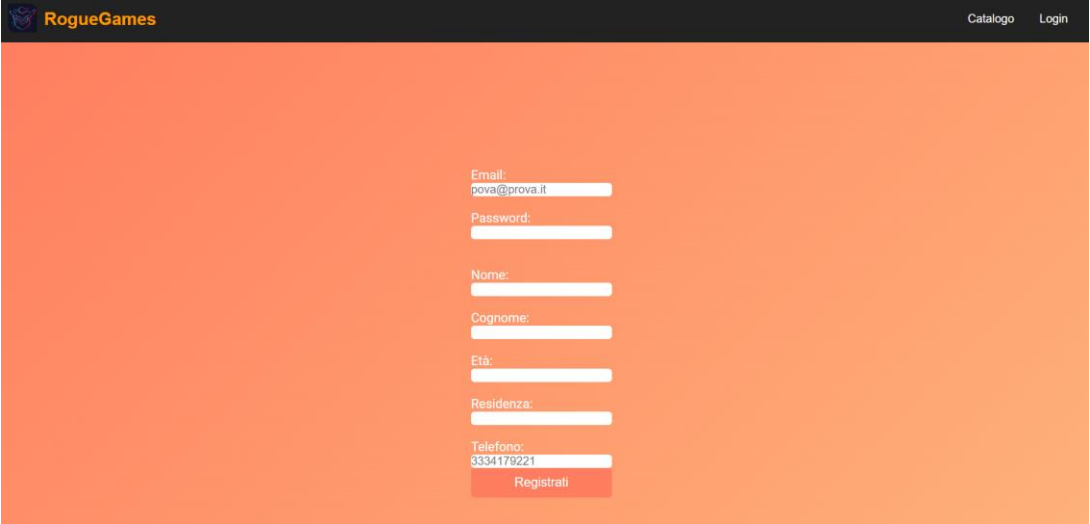 RogueGames
Catalogo
Login
Email:
pova@prova.it
Password:
Nome:
Cognome:
Età:
Residenza:
Telefono:
3334179221
Registrati